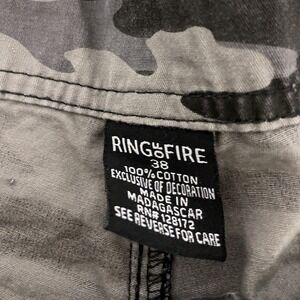 RING OF FIRE
38
100% COTTON
EXCLUSIVE OF DECORATION
MADE IN
MADAGASCAR
RN# 128172
SEE REVERSE FOR CARE